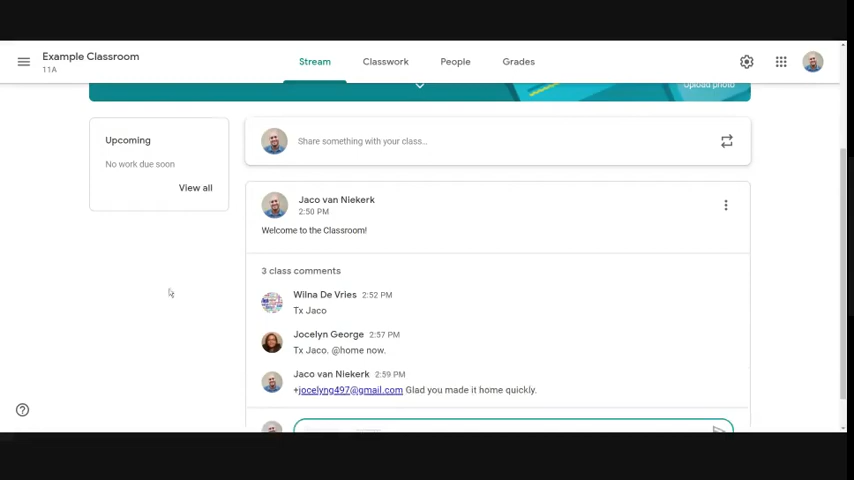 Example Classroom
11A
Stream
Classwork
People
Grades
Upload photo
Upcoming
No work due soon
View all
Share something with your class...
Jaco van Niekerk
2:50 PM
Welcome to the Classroom!
3 class comments
Wilna De Vries 2:52 PM
Tx Jaco
Jocelyn George 2:57 PM
Tx Jaco. @home now.
Jaco van Niekerk 2:59 PM
+jocelyng497@gmail.com Glad you made it home quickly.